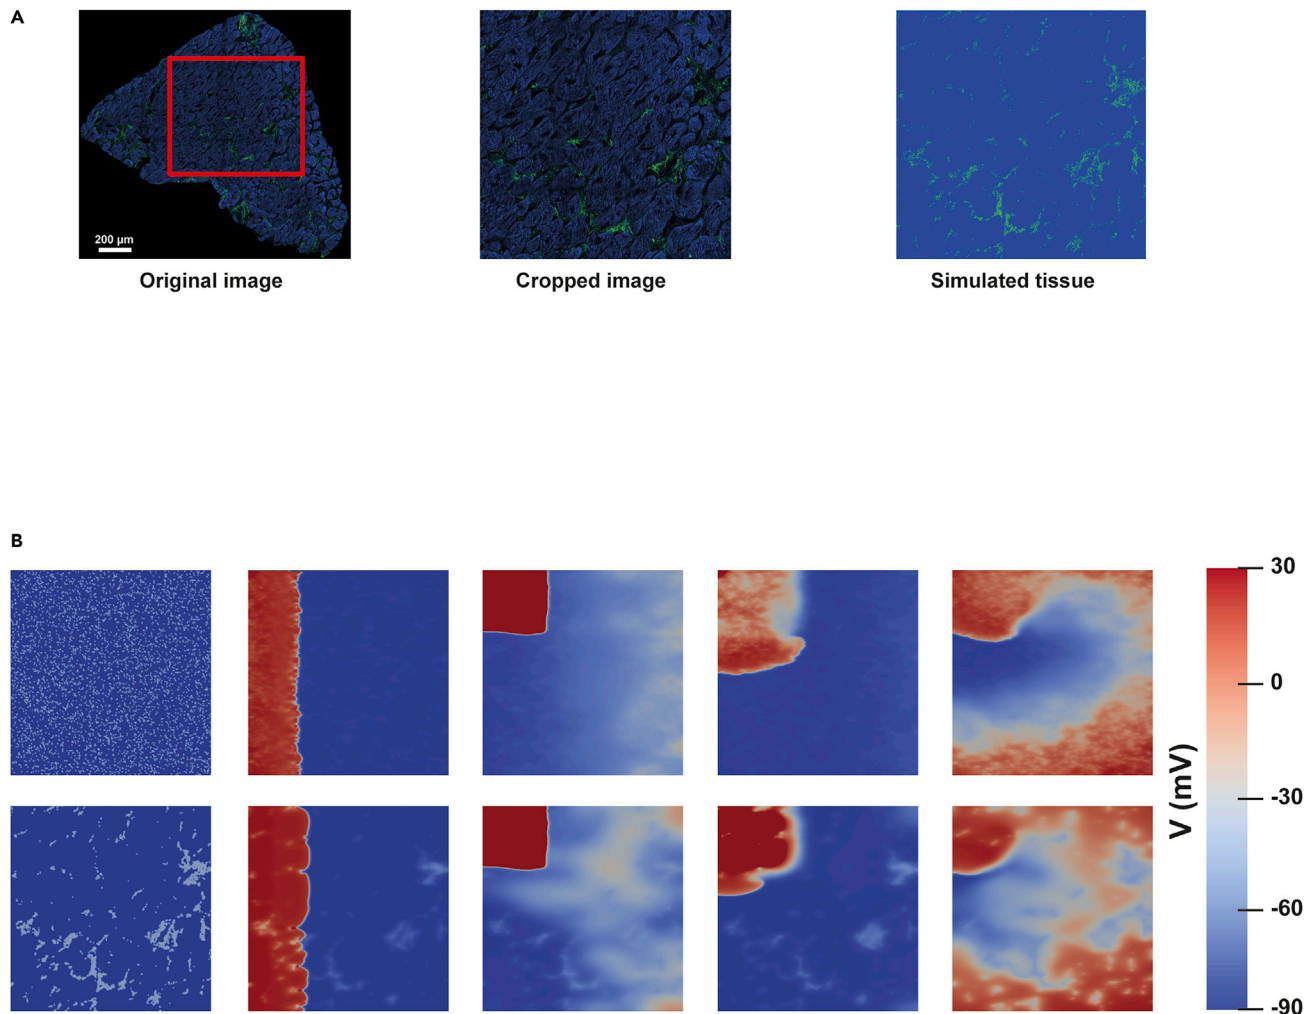 A
200 µm
Original image
Cropped image
Simulated tissue
B
30
0
-30
-60
-90
V (mV)